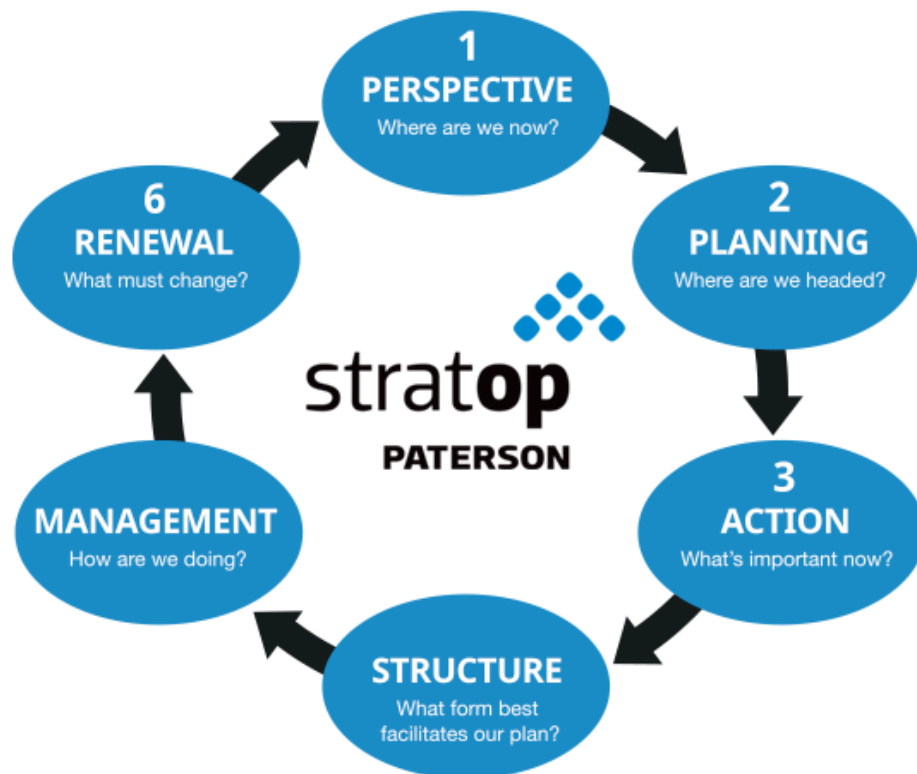 1
PERSPECTIVE
Where are we now?
2
PLANNING
Where are we headed?
3
ACTION
What's important now?
STRUCTURE
What form best
facilitates our plan?
MANAGEMENT
How are we doing?
6
RENEWAL
What must change?
stratop
PATERSON